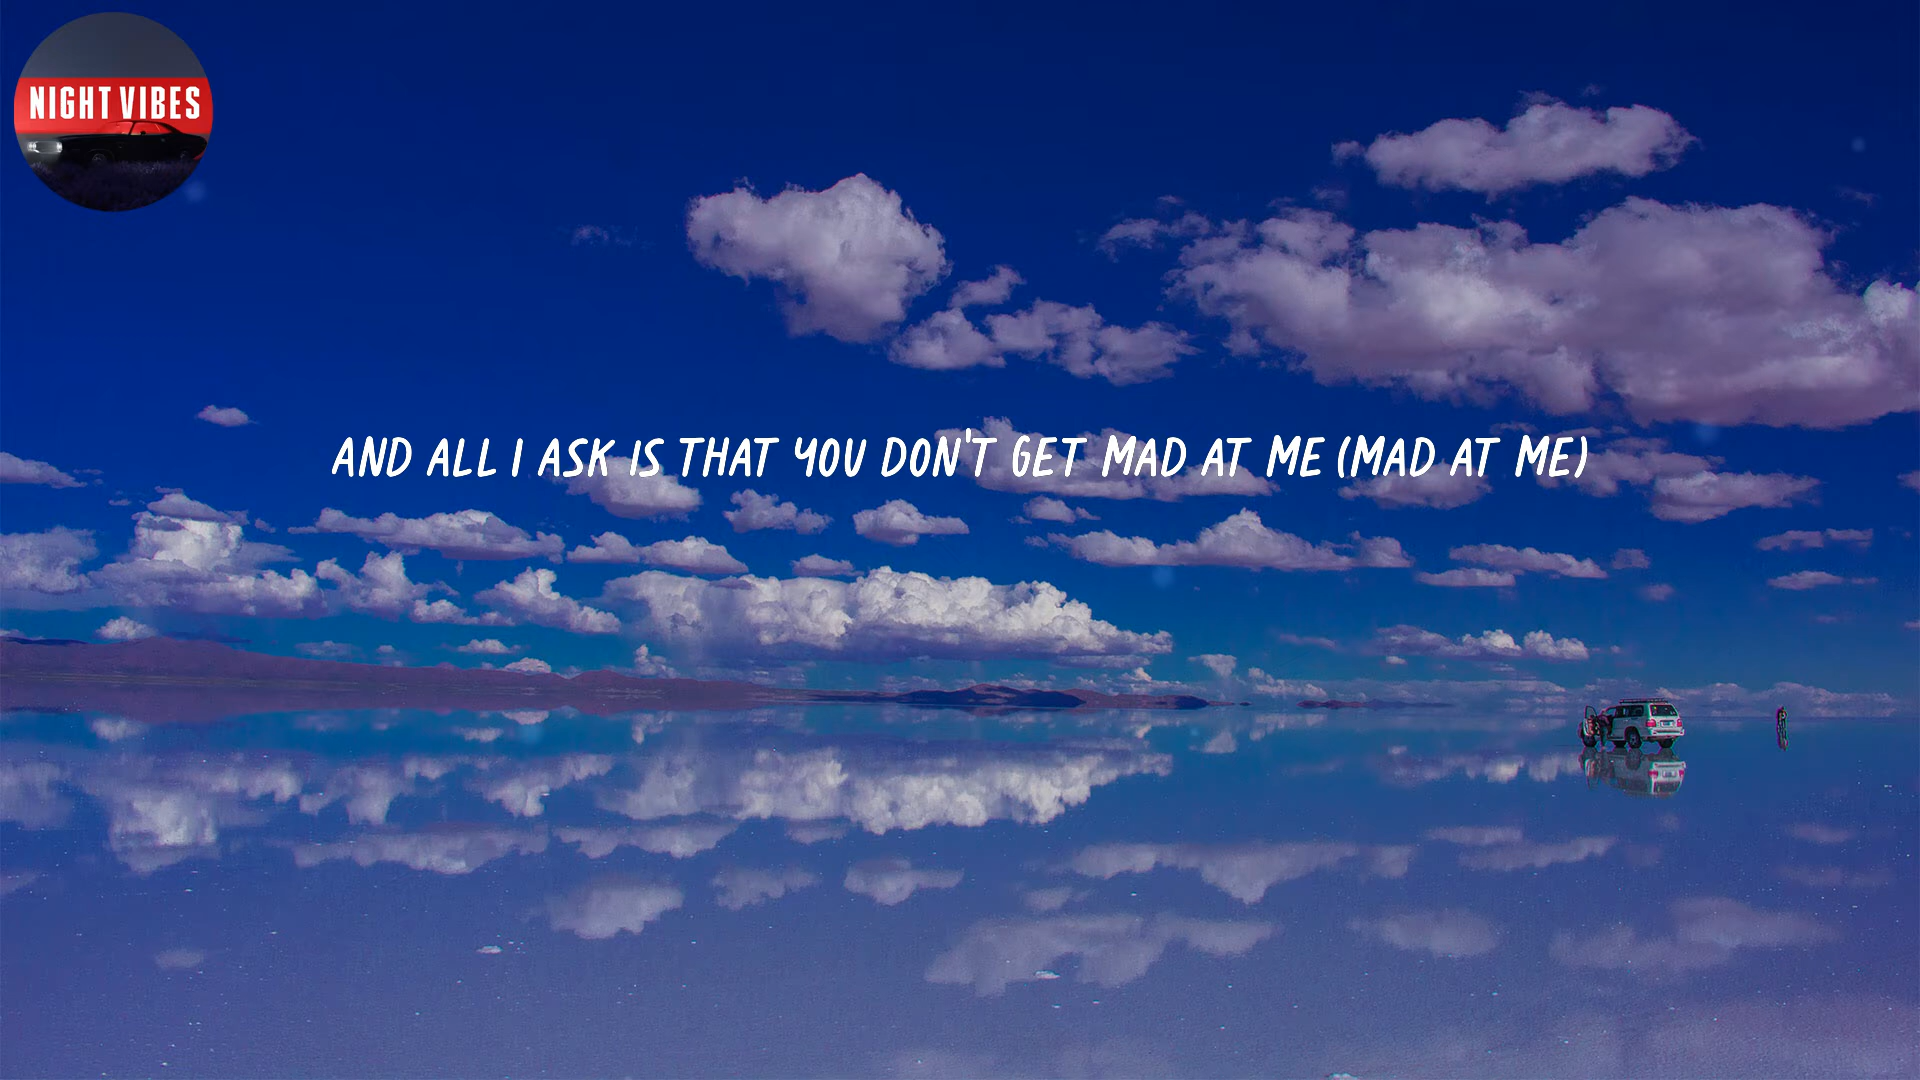 NIGHT VIBES
AND ALL I ASK IS THAT YOU DON'T GET MAD AT ME (MAD AT ME)